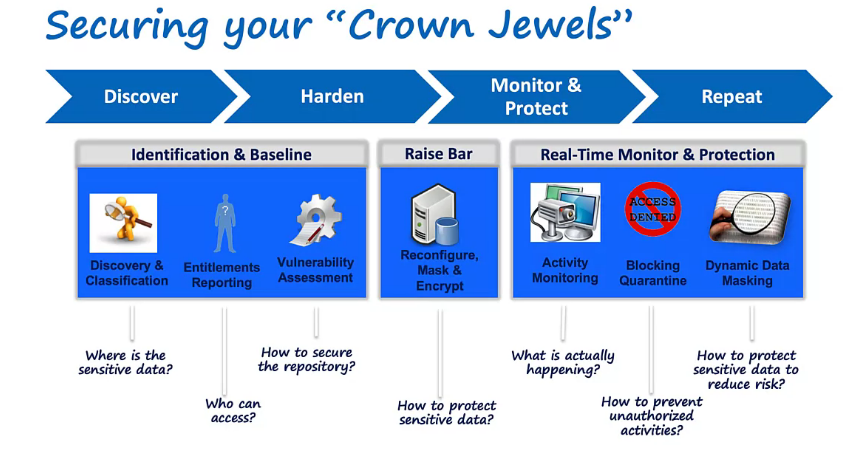 Securing your “Crown Jewels”
Discover
Harden
Monitor &
Protect
Repeat
Identification & Baseline
Raise Bar
Real-Time Monitor & Protection
Discovery &
Classification
?
Entitlements
Reporting
Vulnerability
Assessment
Reconfigure,
Mask &
Encrypt
Activity
Monitoring
ACCESS
DENIED
Blocking
Quarantine
Dynamic Data
Masking
Where is the
sensitive data?
Who can
access?
How to secure
the repository?
How to protect
sensitive data?
What is actually
happening?
How to prevent
unauthorized
activities?
How to protect
sensitive data to
reduce risk?